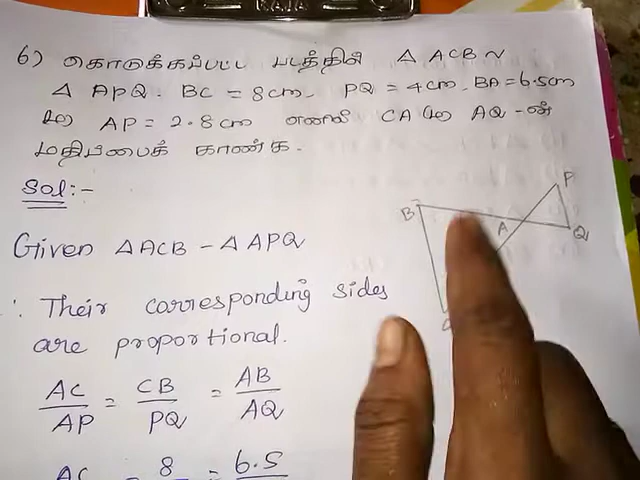 RAJA
6) கொடுக்கப்பட்ட படத்தில் △ ACB ~
△ APQ. BC = 8cm. PQ = 4cm. BA = 6.5cm
மற AP = 2.8cm எனில் CA மற AQ -ன்
மதிப்பைக் காண்க.
Sol:-
Given △ACB - △APQ
∴ Their corresponding sides
are proportional.
AC/AP = CB/PQ = AB/AQ
AC = 8 = 6.5
P
B
A
Q